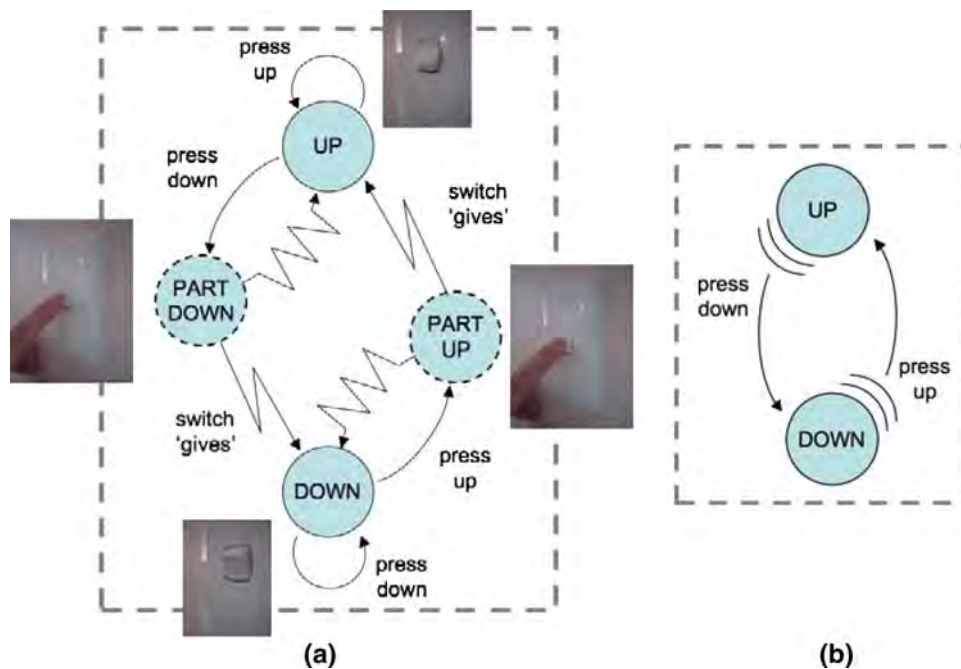 press
up
UP
press
down
switch
'gives'
PART
DOWN
PART
UP
switch
'gives'
DOWN
press
up
press
down
(a)
UP
press
down
press
up
DOWN
(b)